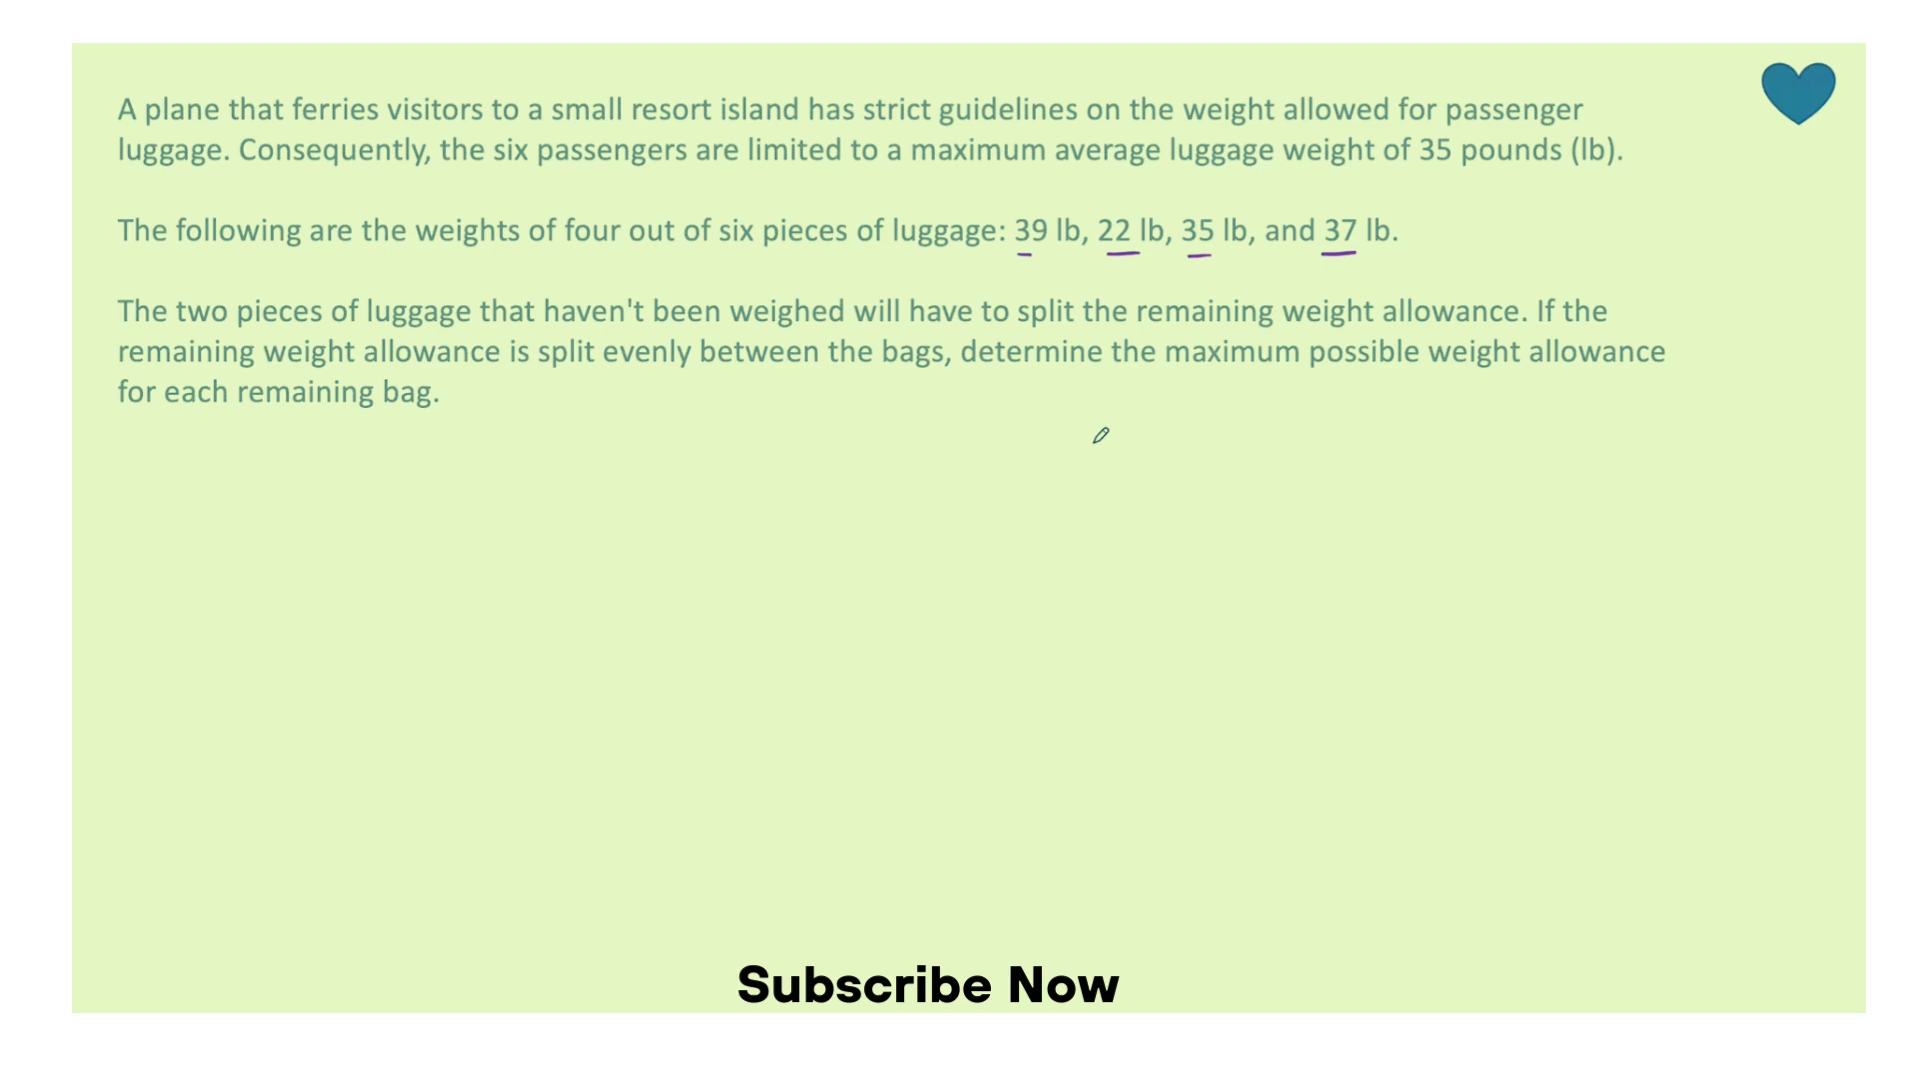 A plane that ferries visitors to a small resort island has strict guidelines on the weight allowed for passenger
luggage. Consequently, the six passengers are limited to a maximum average luggage weight of 35 pounds (lb).
The following are the weights of four out of six pieces of luggage: 39 lb, 22 lb, 35 lb, and 37 lb.
The two pieces of luggage that haven't been weighed will have to split the remaining weight allowance. If the
remaining weight allowance is split evenly between the bags, determine the maximum possible weight allowance
for each remaining bag.
Subscribe Now